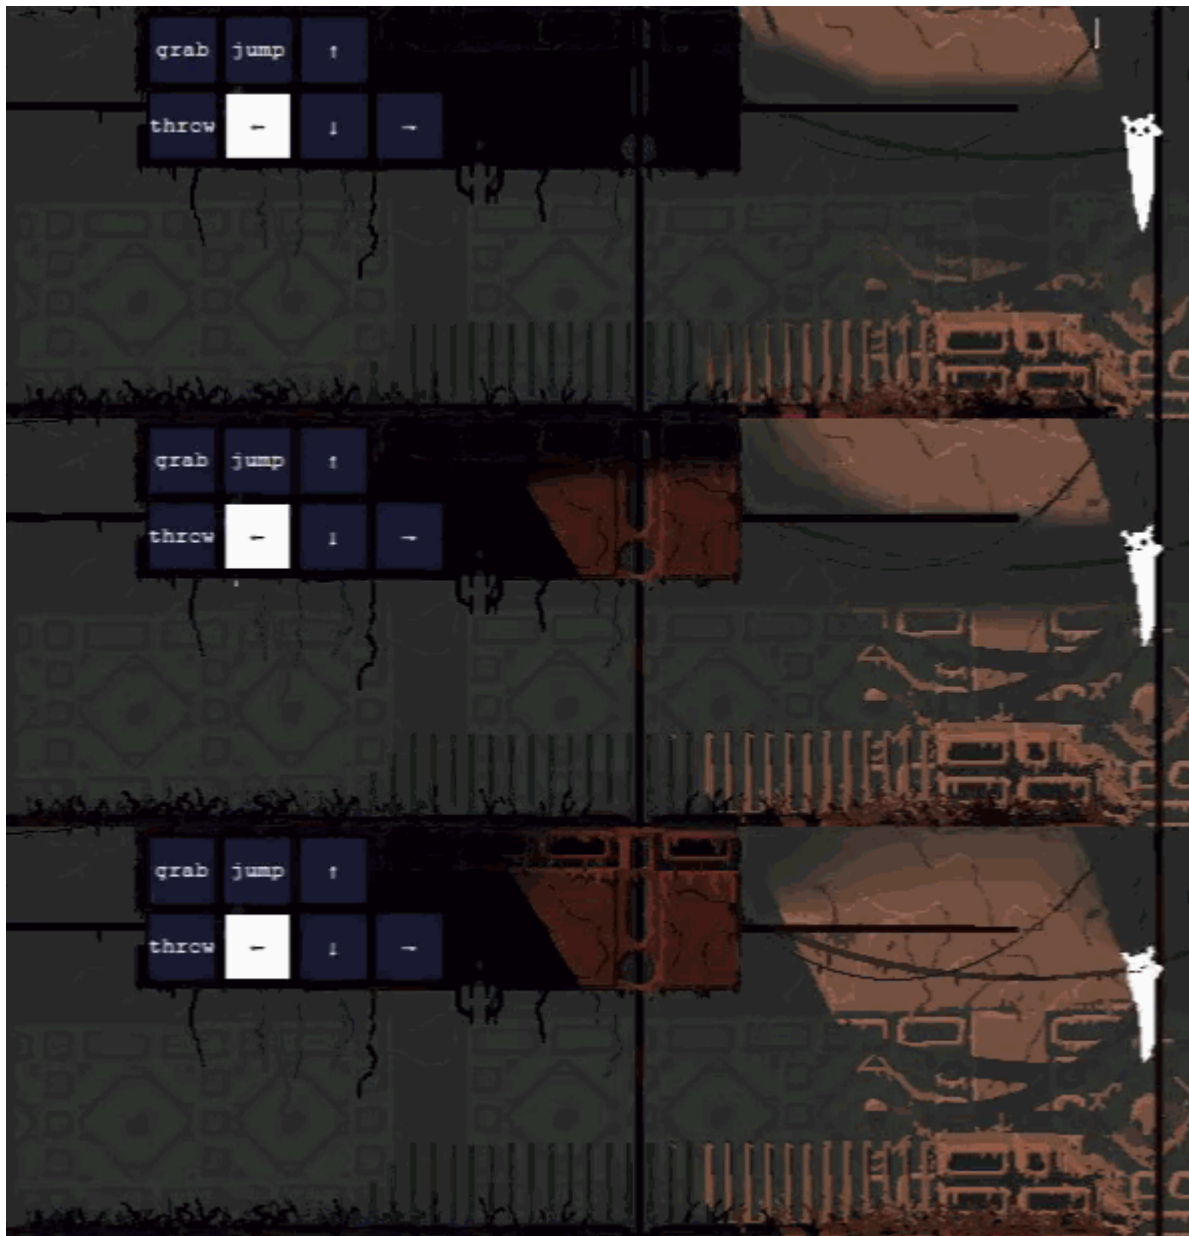 grab jump ↑
throw ← ↓ →
grab jump ↑
throw ← ↓ →
grab jump ↑
throw ← ↓ →